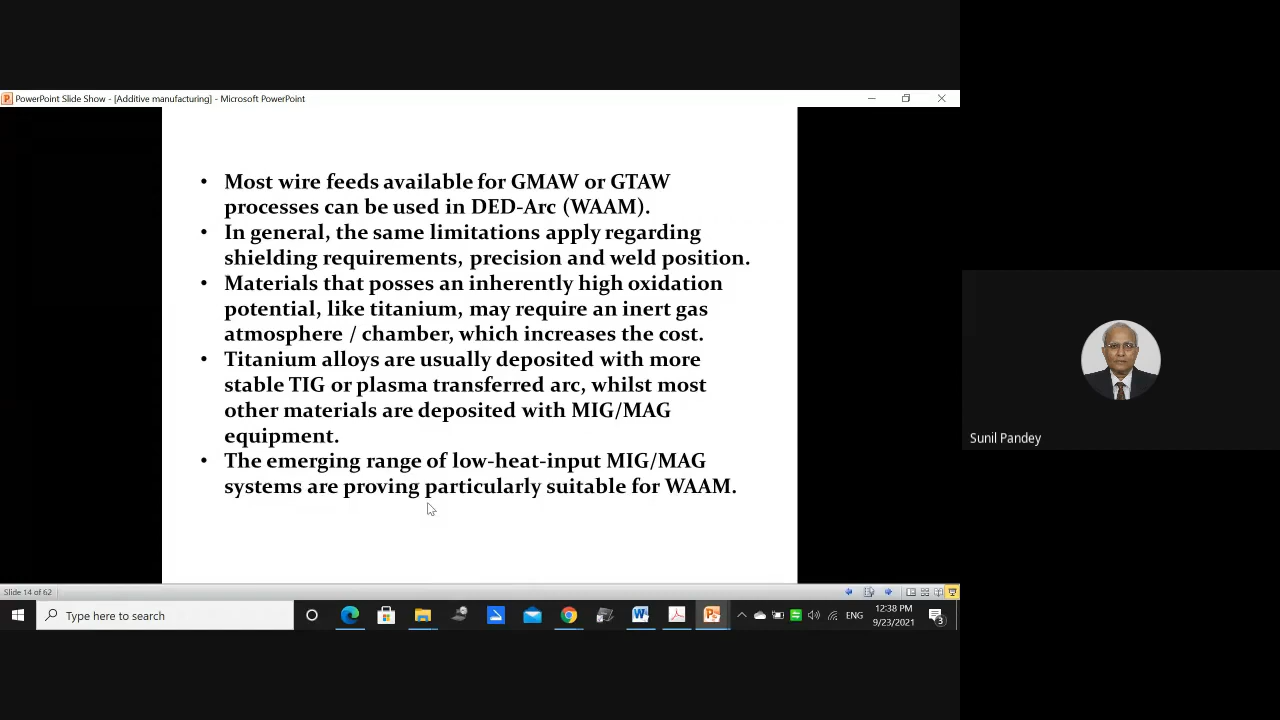 PowerPoint Slide Show - [Additive manufacturing] - Microsoft PowerPoint
• Most wire feeds available for GMAW or GTAW
processes can be used in DED-Arc (WAAM).
• In general, the same limitations apply regarding
shielding requirements, precision and weld position.
• Materials that posses an inherently high oxidation
potential, like titanium, may require an inert gas
atmosphere / chamber, which increases the cost.
• Titanium alloys are usually deposited with more
stable TIG or plasma transferred arc, whilst most
other materials are deposited with MIG/MAG
equipment.
• The emerging range of low-heat-input MIG/MAG
systems are proving particularly suitable for WAAM.
Sunil Pandey
Slide 14 of 62
Type here to search
ENG
12:38 PM
9/23/2021
3